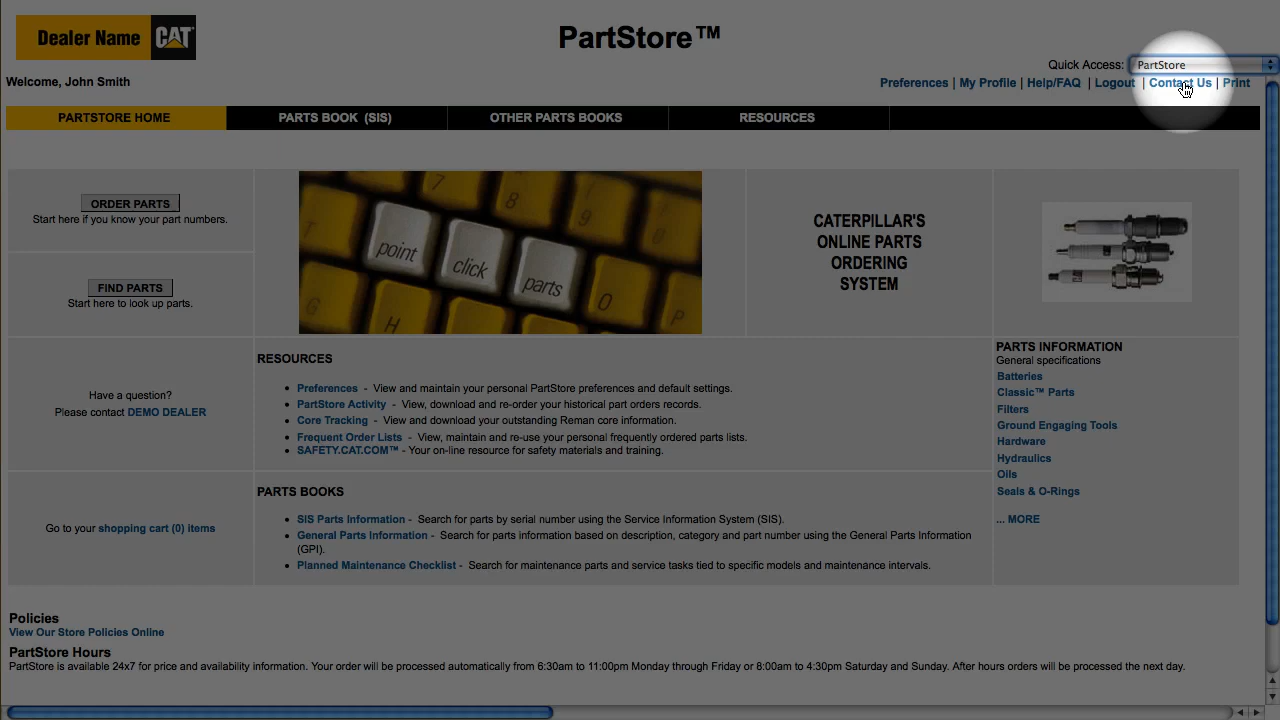 Dealer Name CAT
PartStore™
Quick Access: PartStore
Welcome, John Smith
Preferences | My Profile | Help/FAQ | Logout | Contact Us | Print
PARTSTORE HOME
PARTS BOOK (SIS)
OTHER PARTS BOOKS
RESOURCES
ORDER PARTS
Start here if you know your part numbers.
FIND PARTS
Start here to look up parts.
7
8
9
0
T
point
click
parts
O
P
G
H
CATERPILLAR'S
ONLINE PARTS
ORDERING
SYSTEM
Have a question?
Please contact DEMO DEALER
RESOURCES
• Preferences - View and maintain your personal PartStore preferences and default settings.
• PartStore Activity - View, download and re-order your historical part orders records.
• Core Tracking - View and download your outstanding Reman core information.
• Frequent Order Lists - View, maintain and re-use your personal frequently ordered parts lists.
• SAFETY.CAT.COM™ - Your on-line resource for safety materials and training.
PARTS INFORMATION
General specifications
Batteries
Classic™ Parts
Filters
Ground Engaging Tools
Hardware
Hydraulics
Oils
Seals & O-Rings
... MORE
Go to your shopping cart (0) items
PARTS BOOKS
• SIS Parts Information - Search for parts by serial number using the Service Information System (SIS).
• General Parts Information - Search for parts information based on description, category and part number using the General Parts Information
(GPI).
• Planned Maintenance Checklist - Search for maintenance parts and service tasks tied to specific models and maintenance intervals.
Policies
View Our Store Policies Online
PartStore Hours
PartStore is available 24x7 for price and availability information. Your order will be processed automatically from 6:30am to 11:00pm Monday through Friday or 8:00am to 4:30pm Saturday and Sunday. After hours orders will be processed the next day.